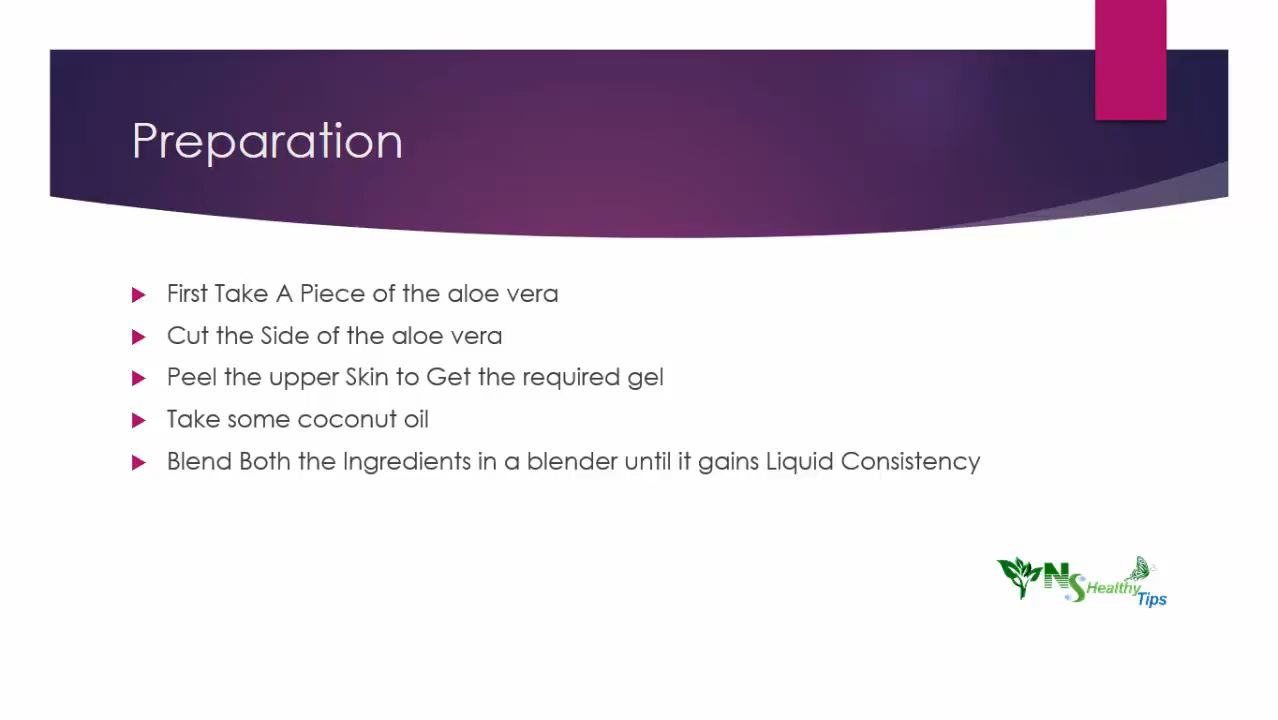 Preparation
First Take A Piece of the aloe vera
Cut the Side of the aloe vera
Peel the upper Skin to Get the required gel
Take some coconut oil
Blend Both the Ingredients in a blender until it gains Liquid Consistency
NS Healthy
Tips